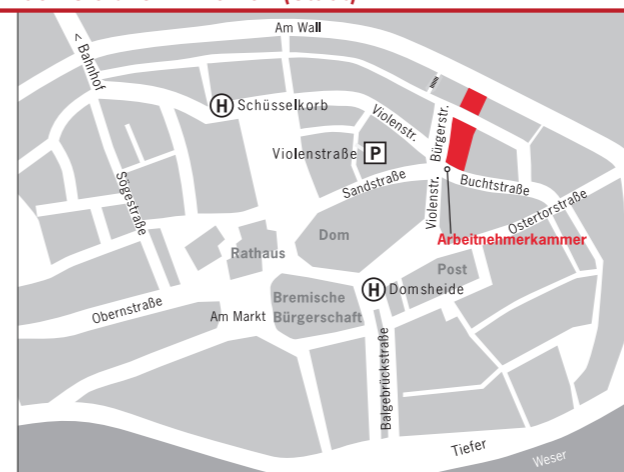 Am Wall
< Bahnhof
H Schüsselkorb
Violenstr.
Bürgerstr.
Violenstraße P
Sandstraße
Buchtstraße
Sögestraße
Violenstr.
Ostertorstraße
Arbeitnehmerkammer
Dom
Rathaus
Post
H Domsheide
Bremische
Bürgerschaft
Obernstraße
Am Markt
Balgebrückstraße
Tiefer
Weser